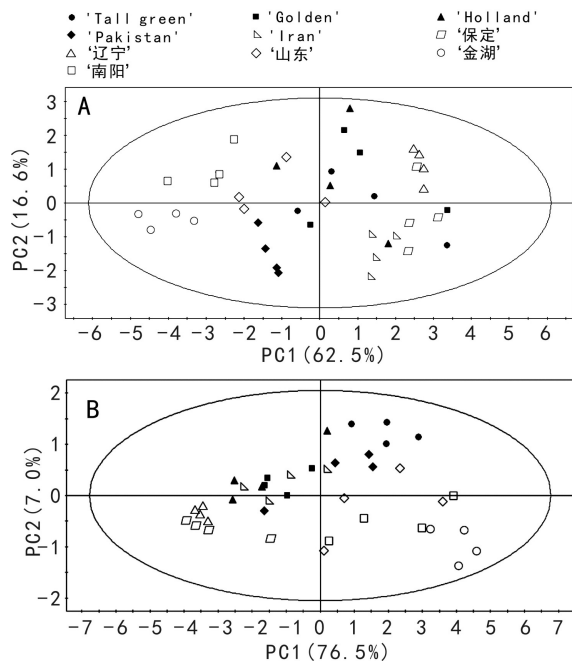 ● 'Tall green' ■ 'Golden' ▲ 'Holland'
◆ 'Pakistan' ◺ 'Iran' ▱ '保定'
△ '辽宁' ◇ '山东' ○ '金湖'
□ '南阳'
A
3
2
1
0
-1
-2
-3
PC2(16.6%)
-6 -5 -4 -3 -2 -1 0 1 2 3 4 5 6
PC1(62.5%)
B
2
1
0
-1
-2
PC2(7.0%)
-7 -6 -5 -4 -3 -2 -1 0 1 2 3 4 5 6 7
PC1(76.5%)